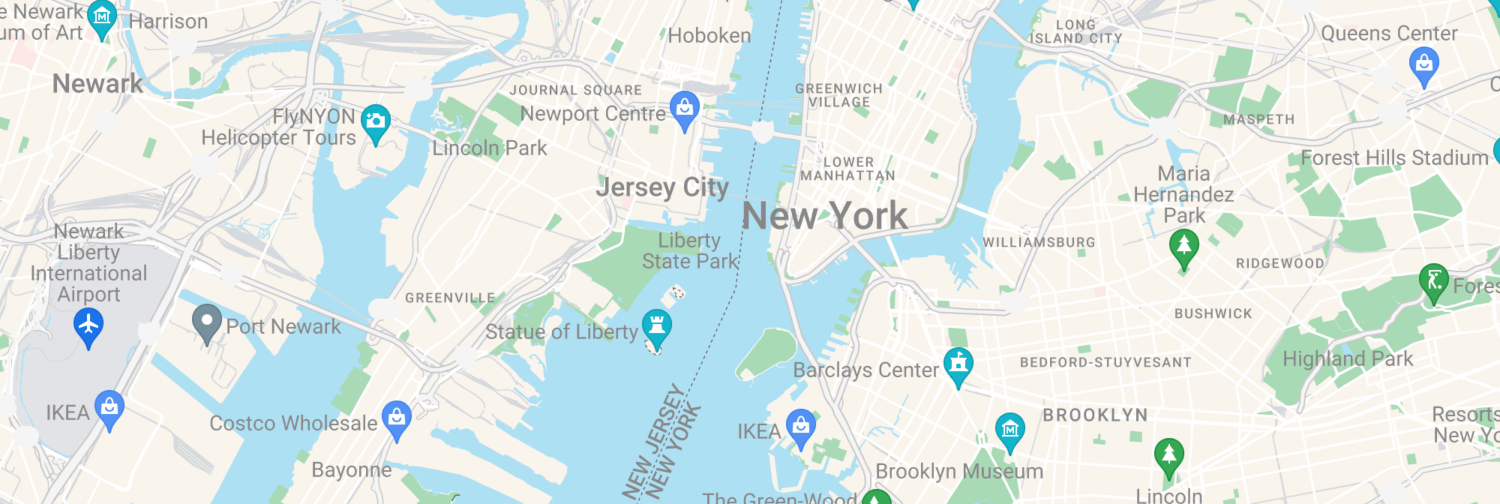 e Newark
um of Art
Harrison
Hoboken
LONG
ISLAND CITY
Queens Center
Newark
JOURNAL SQUARE
GREENWICH
VILLAGE
Newport Centre
FlyNYON
Helicopter Tours
MASPETH
Lincoln Park
LOWER
MANHATTAN
Forest Hills Stadium
Maria
Hernandez
Park
Jersey City
New York
Newark
Liberty
International
Airport
Liberty
State Park
WILLIAMSBURG
RIDGEWOOD
GREENVILLE
Fores
Port Newark
Statue of Liberty
BUSHWICK
Barclays Center
BEDFORD-STUYVESANT
Highland Park
IKEA
Costco Wholesale
NEW JERSEY
NEW YORK
IKEA
BROOKLYN
Resorts
New Yo
Bayonne
Brooklyn Museum
The Green-Wood
Lincoln